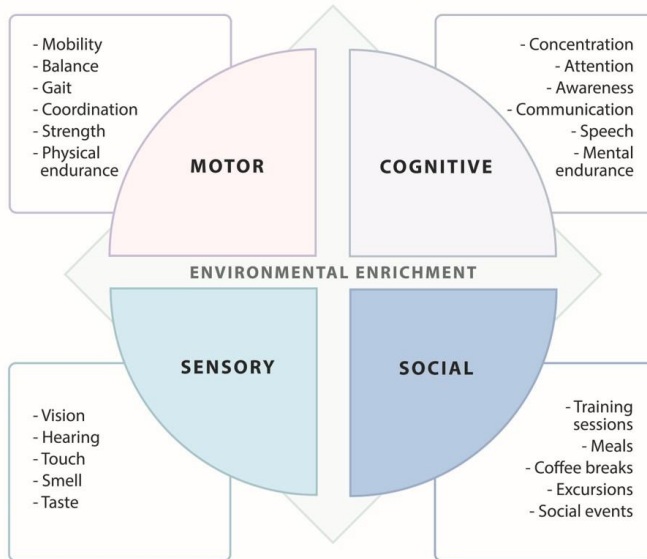 - Mobility
- Balance
- Gait
- Coordination
- Strength
- Physical
endurance
MOTOR
- Concentration
- Attention
- Awareness
- Communication
- Speech
- Mental
endurance
COGNITIVE
ENVIRONMENTAL ENRICHMENT
SENSORY
- Vision
- Hearing
- Touch
- Smell
- Taste
SOCIAL
- Training
sessions
- Meals
- Coffee breaks
- Excursions
- Social events